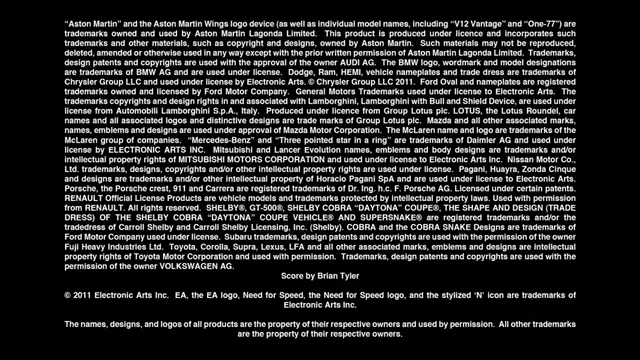 “Aston Martin” and the Aston Martin Wings logo device (as well as individual model names, including “V12 Vantage” and “One-77”) are
trademarks owned and used by Aston Martin Lagonda Limited. This product is produced under licence and incorporates such
trademarks and other materials, such as copyright and designs, owned by Aston Martin. Such materials may not be reproduced,
deleted, amended or otherwise used in any way except with the prior written permission of Aston Martin Lagonda Limited. Trademarks,
design patents and copyrights are used with the approval of the owner AUDI AG. The BMW logo, wordmark and model designations
are trademarks of BMW AG and are used under license. Dodge, Ram, HEMI, vehicle nameplates and trade dress are trademarks of
Chrysler Group LLC and used under license by Electronic Arts. © Chrysler Group LLC 2011. Ford Oval and nameplates are registered
trademarks owned and licensed by Ford Motor Company. General Motors Trademarks used under license to Electronic Arts. The
trademarks copyrights and design rights in and associated with Lamborghini, Lamborghini with Bull and Shield Device, are used under
license from Automobili Lamborghini S.p.A., Italy. Produced under licence from Group Lotus plc. LOTUS, the Lotus Roundel, car
names and all associated logos and distinctive designs are trade marks of Group Lotus plc. Mazda and all other associated marks,
names, emblems and designs are used under approval of Mazda Motor Corporation. The McLaren name and logo are trademarks of the
McLaren group of companies. “Mercedes-Benz” and “Three pointed star in a ring” are trademarks of Daimler AG and used under
license by ELECTRONIC ARTS INC. Mitsubishi and Lancer Evolution names, emblems and body designs are trademarks and/or
intellectual property rights of MITSUBISHI MOTORS CORPORATION and used under license to Electronic Arts Inc. Nissan Motor Co.,
Ltd. trademarks, designs, copyrights and/or other intellectual property rights are used under license. Pagani, Huayra, Zonda Cinque
and designs are trademarks and/or other intellectual property of Horacio Pagani SpA and are used under license to Electronic Arts.
Porsche, the Porsche crest, 911 and Carrera are registered trademarks of Dr. Ing. h.c. F. Porsche AG. Licensed under certain patents.
RENAULT Official License Products are vehicle models and trademarks protected by intellectual property laws. Used with permission
from RENAULT. All rights reserved. SHELBY®, GT-500®, SHELBY COBRA “DAYTONA” COUPE®, THE SHAPE AND DESIGN (TRADE
DRESS) OF THE SHELBY COBRA “DAYTONA” COUPE VEHICLE® AND SUPERSNAKE® are registered trademarks and/or the
tradedress of Carroll Shelby and Carroll Shelby Licensing, Inc. (Shelby). COBRA and the COBRA SNAKE Designs are trademarks of
Ford Motor Company used under license. Subaru trademarks, design patents and copyrights are used with the approval of the owner
Fuji Heavy Industries Ltd. Toyota, Corolla, Supra, Lexus, LFA and all other associated marks, emblems and designs are intellectual
property rights of Toyota Motor Corporation and used with permission. Trademarks, design patents and copyrights are used with the
permission of the owner VOLKSWAGEN AG.
Score by Brian Tyler
© 2011 Electronic Arts Inc. EA, the EA logo, Need for Speed, the Need for Speed logo, and the stylized ‘N’ icon are trademarks of
Electronic Arts Inc.
The names, designs, and logos of all products are the property of their respective owners and used by permission. All other trademarks
are the property of their respective owners.